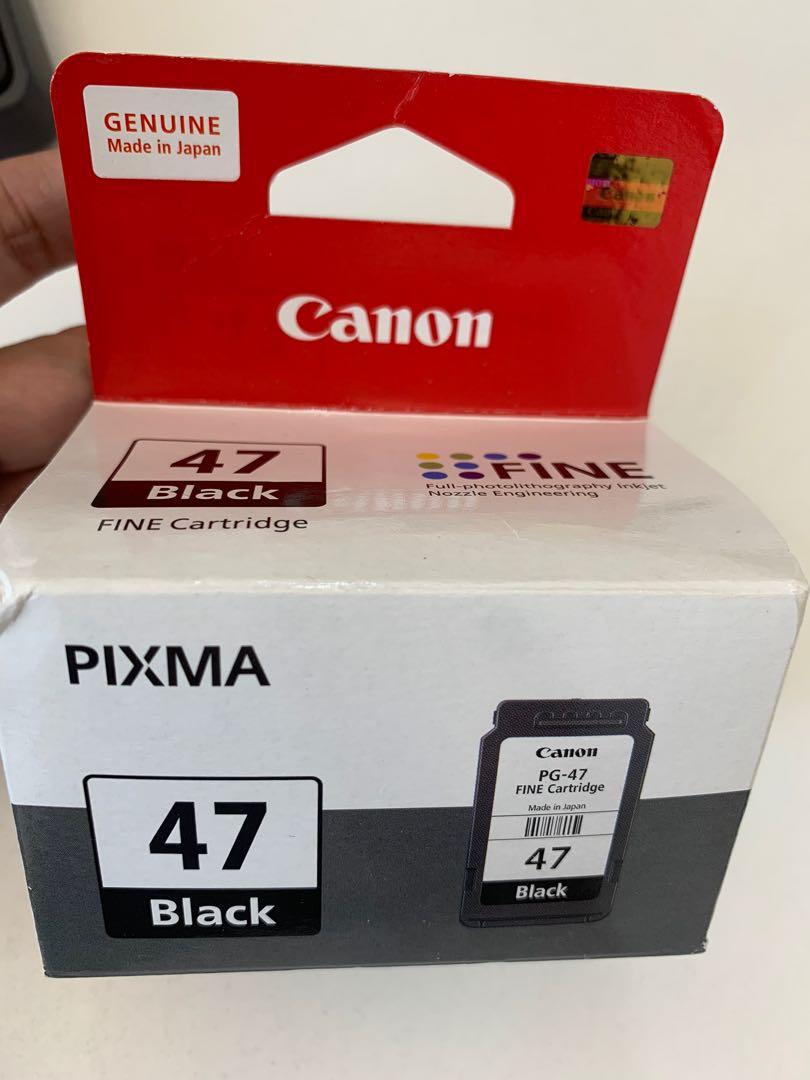 GENUINE
Made in Japan
Canon
Canon
47
Black
FINE Cartridge
FINE
Full-photolithography Inkjet
Nozzle Engineering
PIXMA
47
Black
Canon
PG-47
FINE Cartridge
Made in Japan
47
Black